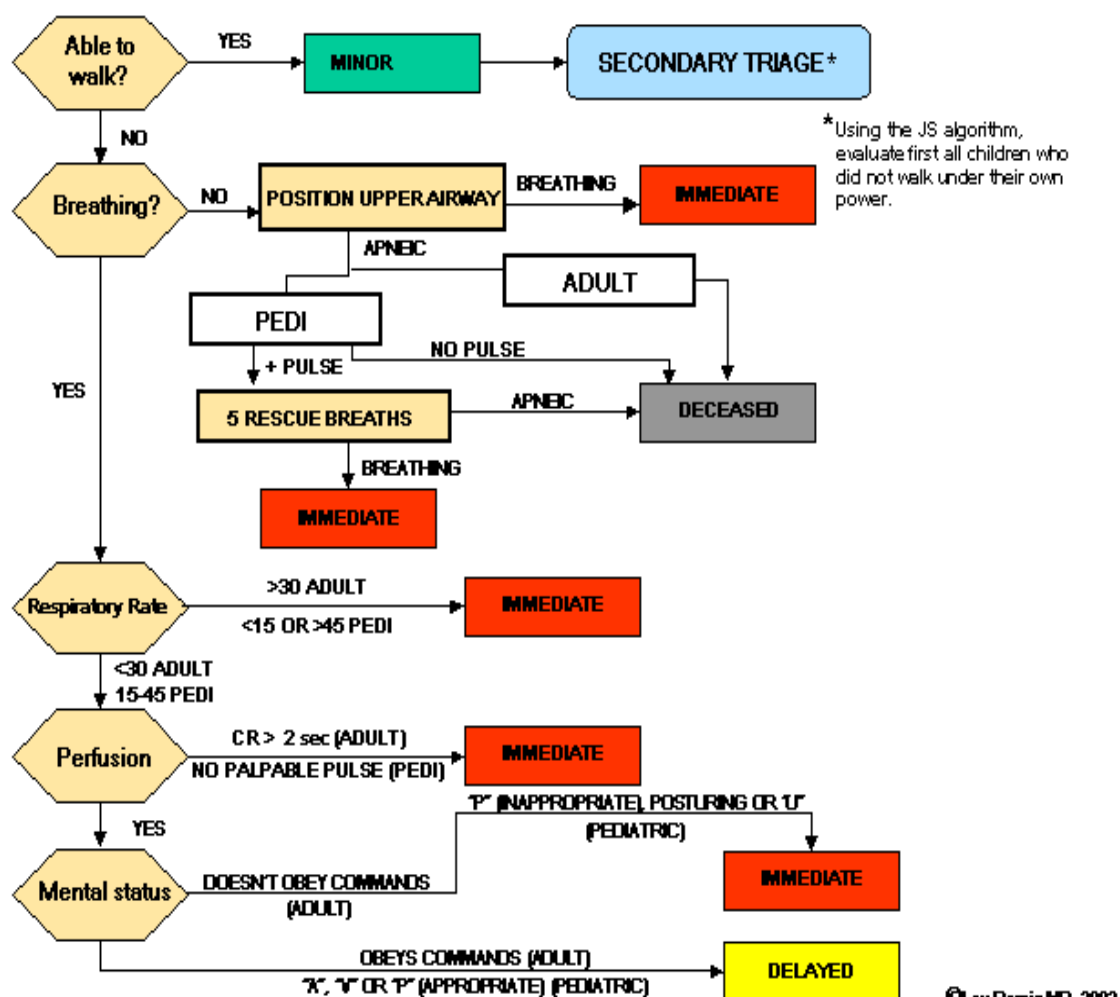 Able to
walk?
YES
MINOR
SECONDARY TRIAGE*
NO
*Using the JS algorithm,
evaluate first all children who
did not walk under their own
power.
Breathing?
NO
POSITION UPPER AIRWAY
BREATHING
IMMEDIATE
APNEIC
ADULT
PEDI
NO PULSE
+ PULSE
YES
5 RESCUE BREATHS
APNEIC
DECEASED
BREATHING
IMMEDIATE
Respiratory Rate
>30 ADULT
<15 OR >45 PEDI
IMMEDIATE
<30 ADULT
15-45 PEDI
Perfusion
CR > 2 sec (ADULT)
NO PALPABLE PULSE (PEDI)
IMMEDIATE
"P" (INAPPROPRIATE), POSTURING OR "U"
(PEDIATRIC)
YES
Mental status
DOESN'T OBEY COMMANDS
(ADULT)
IMMEDIATE
OBEYS COMMANDS (ADULT)
"A", "V" OR "P" (APPROPRIATE) (PEDIATRIC)
DELAYED
©Lou